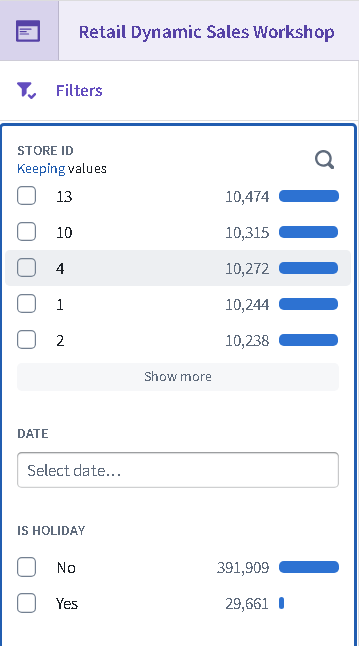 Retail Dynamic Sales Workshop
Filters
STORE ID
Keeping values
13 10,474
10 10,315
4 10,272
1 10,244
2 10,238
Show more
DATE
Select date...
IS HOLIDAY
No 391,909
Yes 29,661